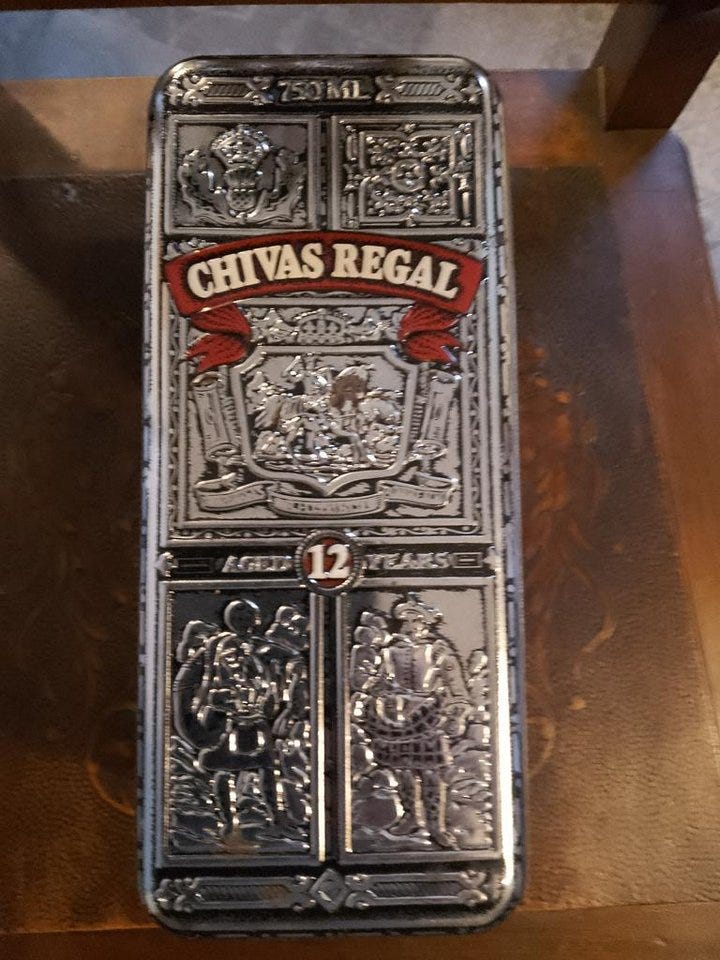 750 ML
CHIVAS REGAL
AGED 12 YEARS